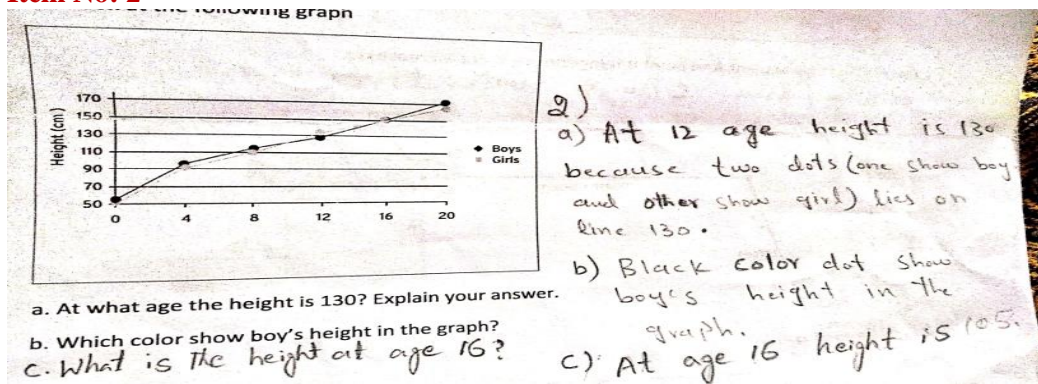 Item No. 2
following graph
Height (cm)
170
150
130
110
90
70
50
0 4 8 12 16 20
Boys
Girls
a. At what age the height is 130? Explain your answer.
b. Which color show boy's height in the graph?
c. What is the height at age 16?
2)
a) At 12 age height is 130
because two dots (one show boy
and other show girl) lies on
line 130.
b) Black color dot show
boy's height in the
graph.
c) At age 16 height is 105.